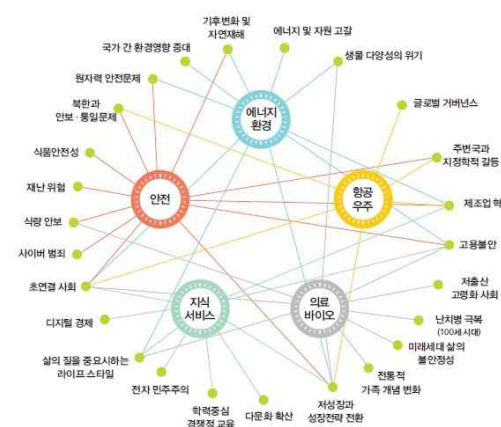 기후변화 및
자연재해
에너지 및 자원 고갈
국가 간 환경영향 증대
생물 다양성의 위기
원자력 안전문제
에너지
환경
글로벌 거버넌스
북한과
안보·통일문제
식품안전성
주변국과
지정학적 갈등
재난 위험
안전
항공
우주
제조업 혁
식량 안보
사이버 범죄
고용불안
초연결 사회
저출산
고령화 사회
지식
서비스
의료
바이오
디지털 경제
난치병 극복
(100세 시대)
삶의 질을 중요시하는
라이프 스타일
미래세대 삶의
불안정성
전자 민주주의
전통적
가족 개념 변화
학력중심
경쟁적 교육
다문화 확산
저성장과
성장전략 전환